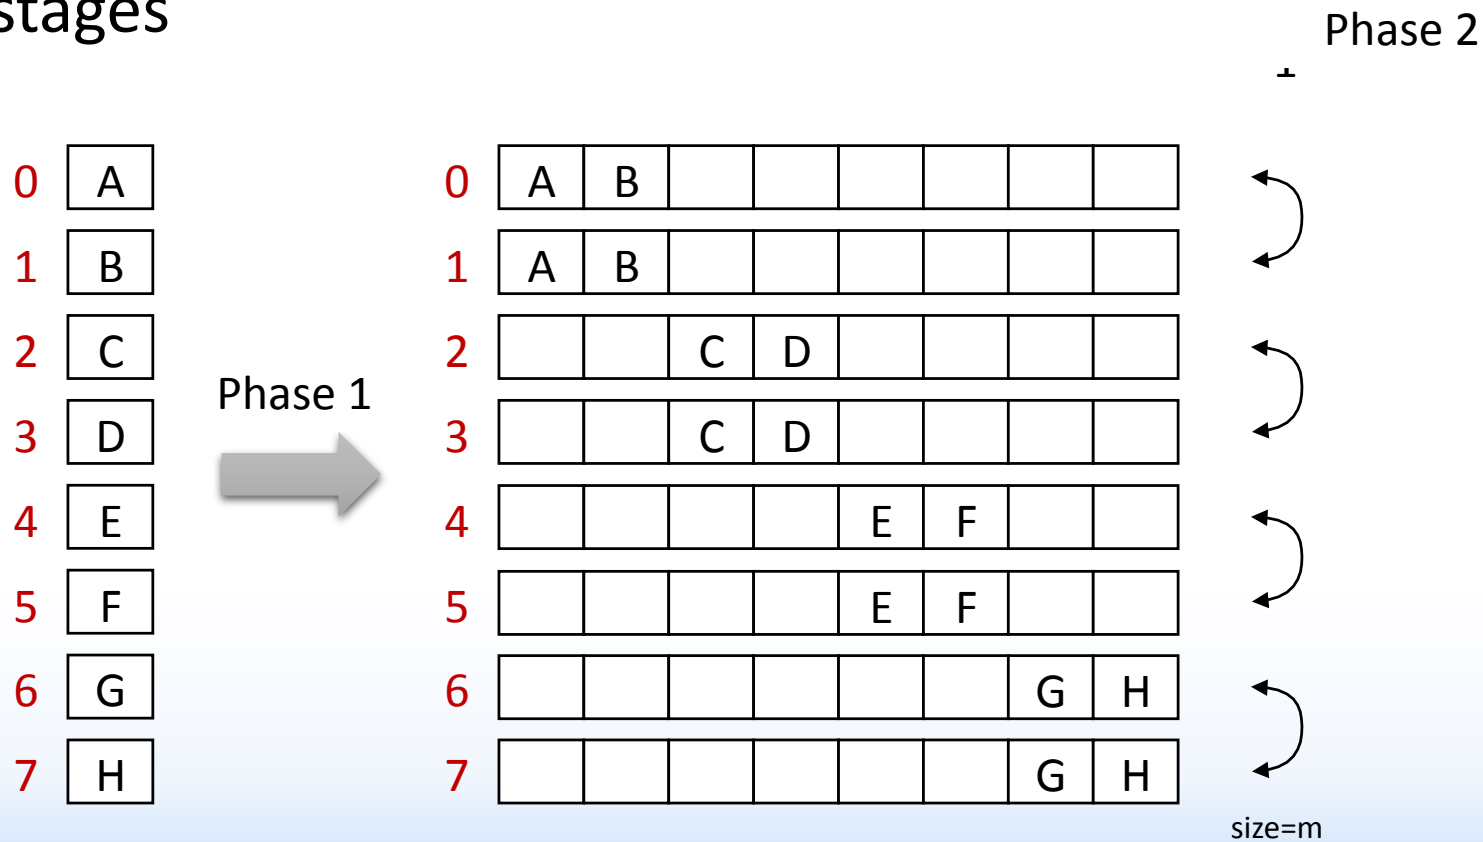 stages
Phase 2
0 A 0 A B
1 B 1 A B
2 C 2 C D
Phase 1
3 D 3 C D
4 E 4 E F
5 F 5 E F
6 G 6 G H
7 H 7 G H
size=m